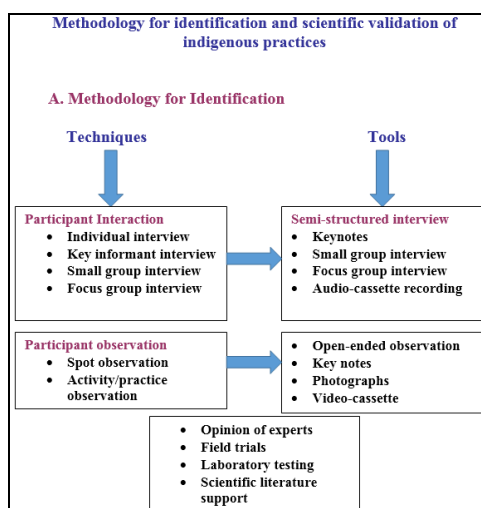 Methodology for identification and scientific validation of
indigenous practices
A. Methodology for Identification
Techniques
Tools
Participant Interaction
• Individual interview
• Key informant interview
• Small group interview
• Focus group interview
Semi-structured interview
• Keynotes
• Small group interview
• Focus group interview
• Audio-cassette recording
Participant observation
• Spot observation
• Activity/practice
observation
• Open-ended observation
• Key notes
• Photographs
• Video-cassette
• Opinion of experts
• Field trials
• Laboratory testing
• Scientific literature
support